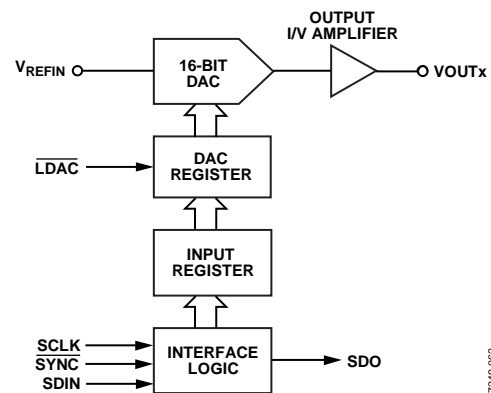 OUTPUT
I/V AMPLIFIER
VREFIN
16-BIT
DAC
VOUTx
LDAC
DAC
REGISTER
INPUT
REGISTER
SCLK
SYNC
SDIN
INTERFACE
LOGIC
SDO